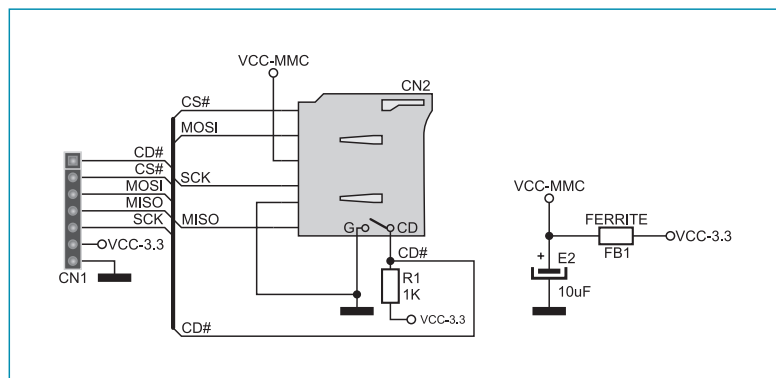 VCC-MMC
CN2
CS#
MOSI
CD#
CS#
MOSI
MISO
SCK
VCC-3.3
CN1
SCK
MISO
G
CD
CD#
R1
1K
VCC-3.3
CD#
VCC-MMC
FERRITE
VCC-3.3
FB1
+
E2
10uF